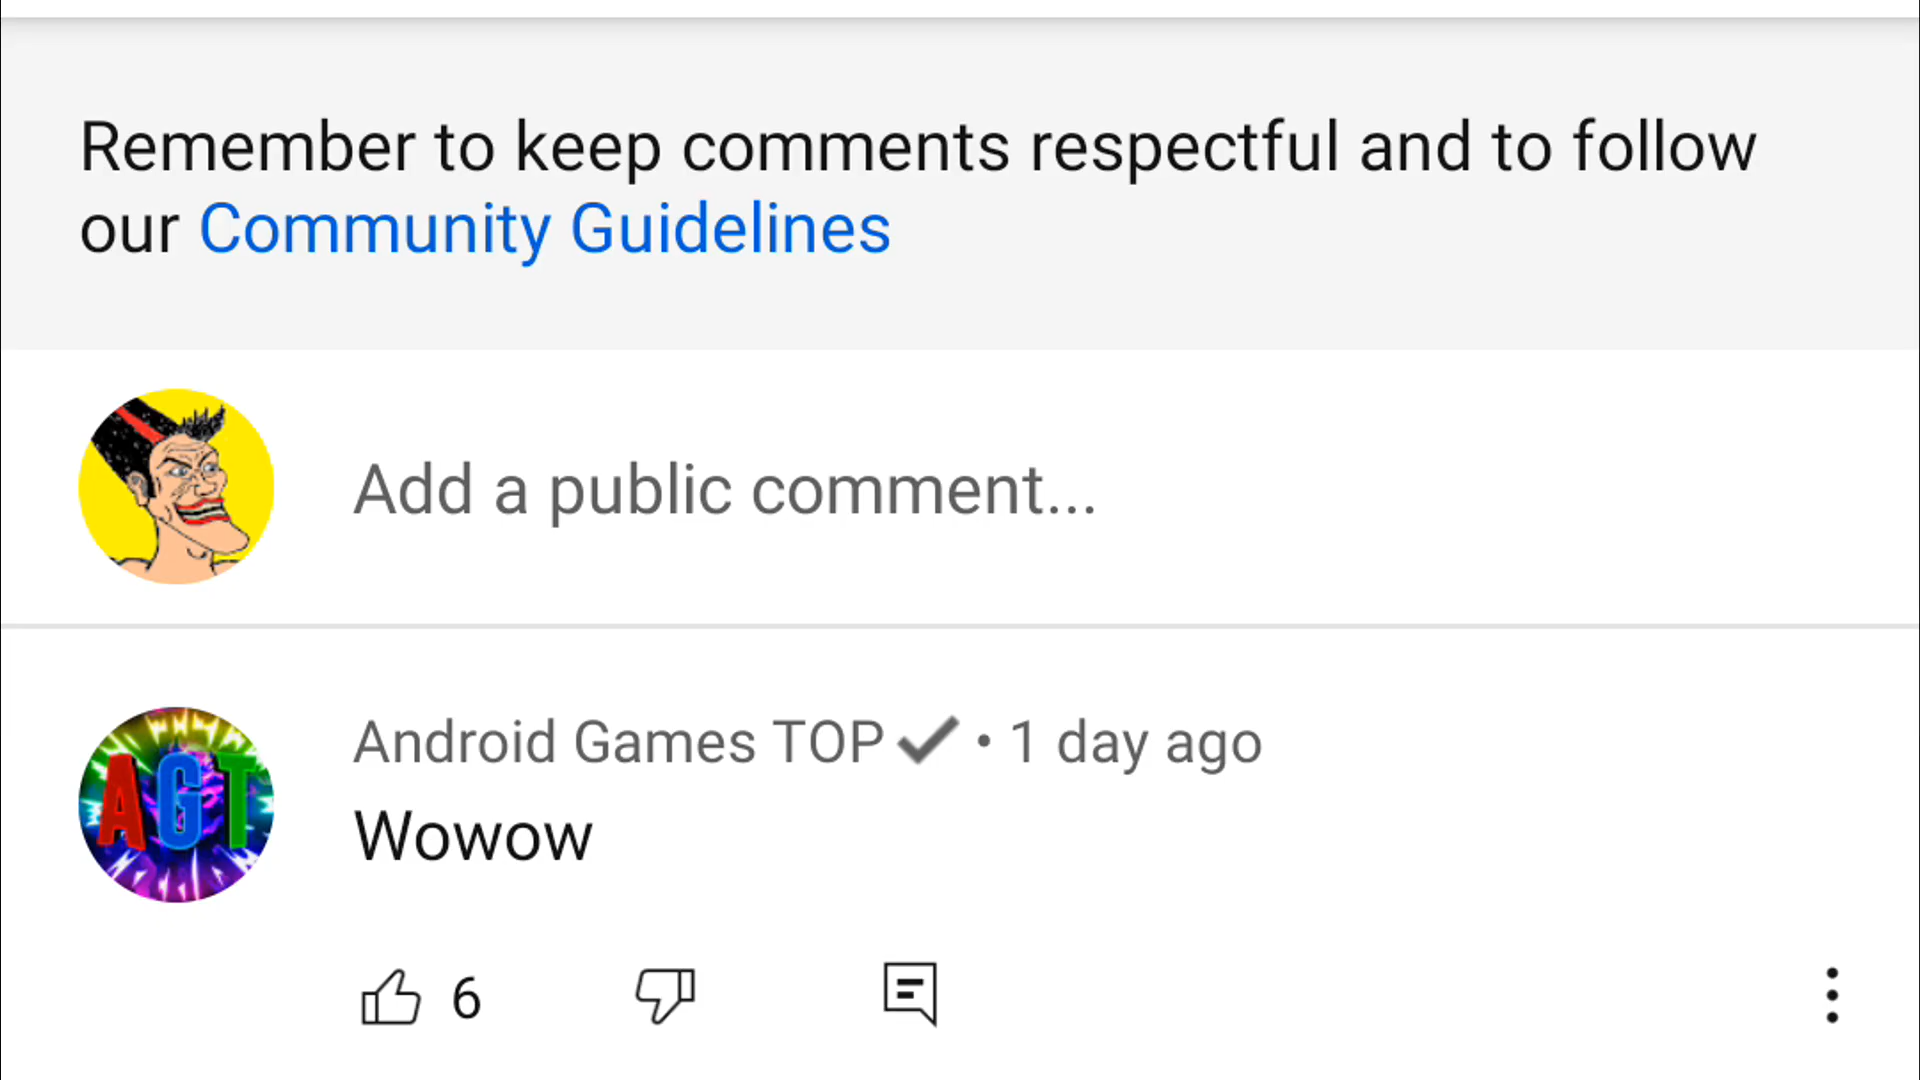 Remember to keep comments respectful and to follow
our Community Guidelines
Add a public comment...
Android Games TOP • 1 day ago
AGT
Wowow
6